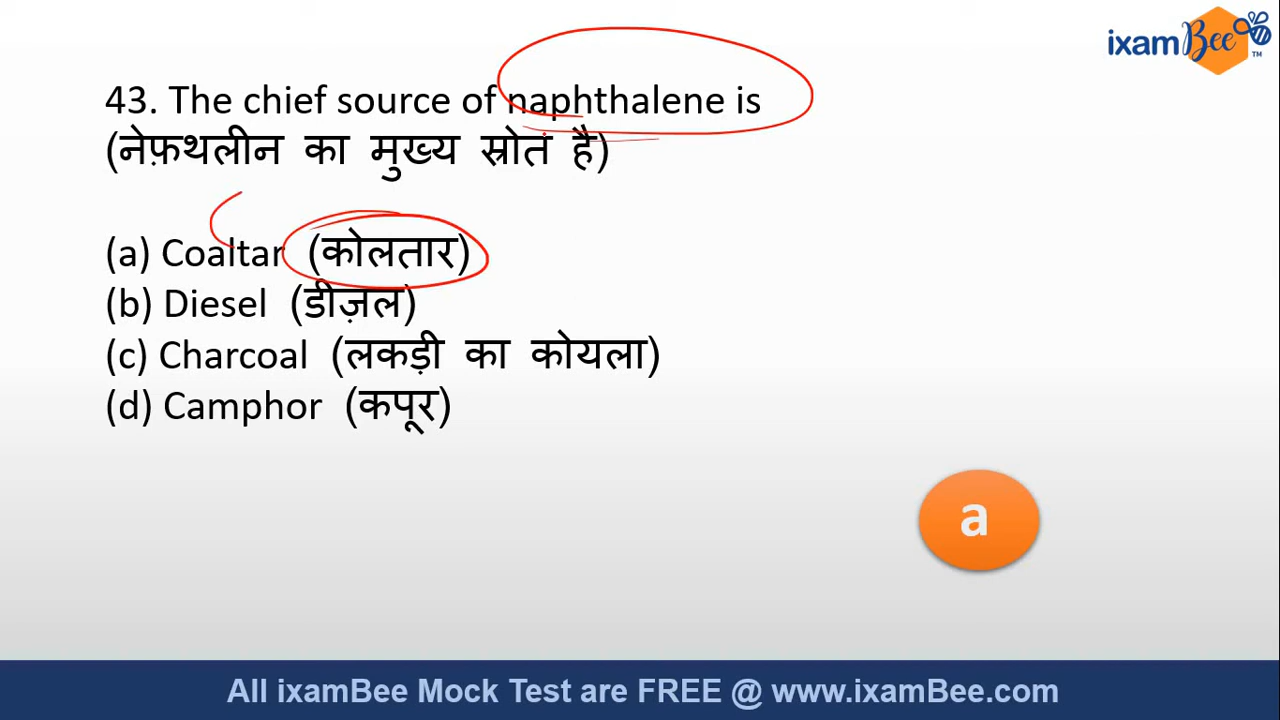 ixamBee
TM
43. The chief source of naphthalene is
(नेफ़थलीन का मुख्य स्रोत है)
(a) Coaltar (कोलतार)
(b) Diesel (डीज़ल)
(c) Charcoal (लकड़ी का कोयला)
(d) Camphor (कपूर)
a
All ixamBee Mock Test are FREE @ www.ixamBee.com